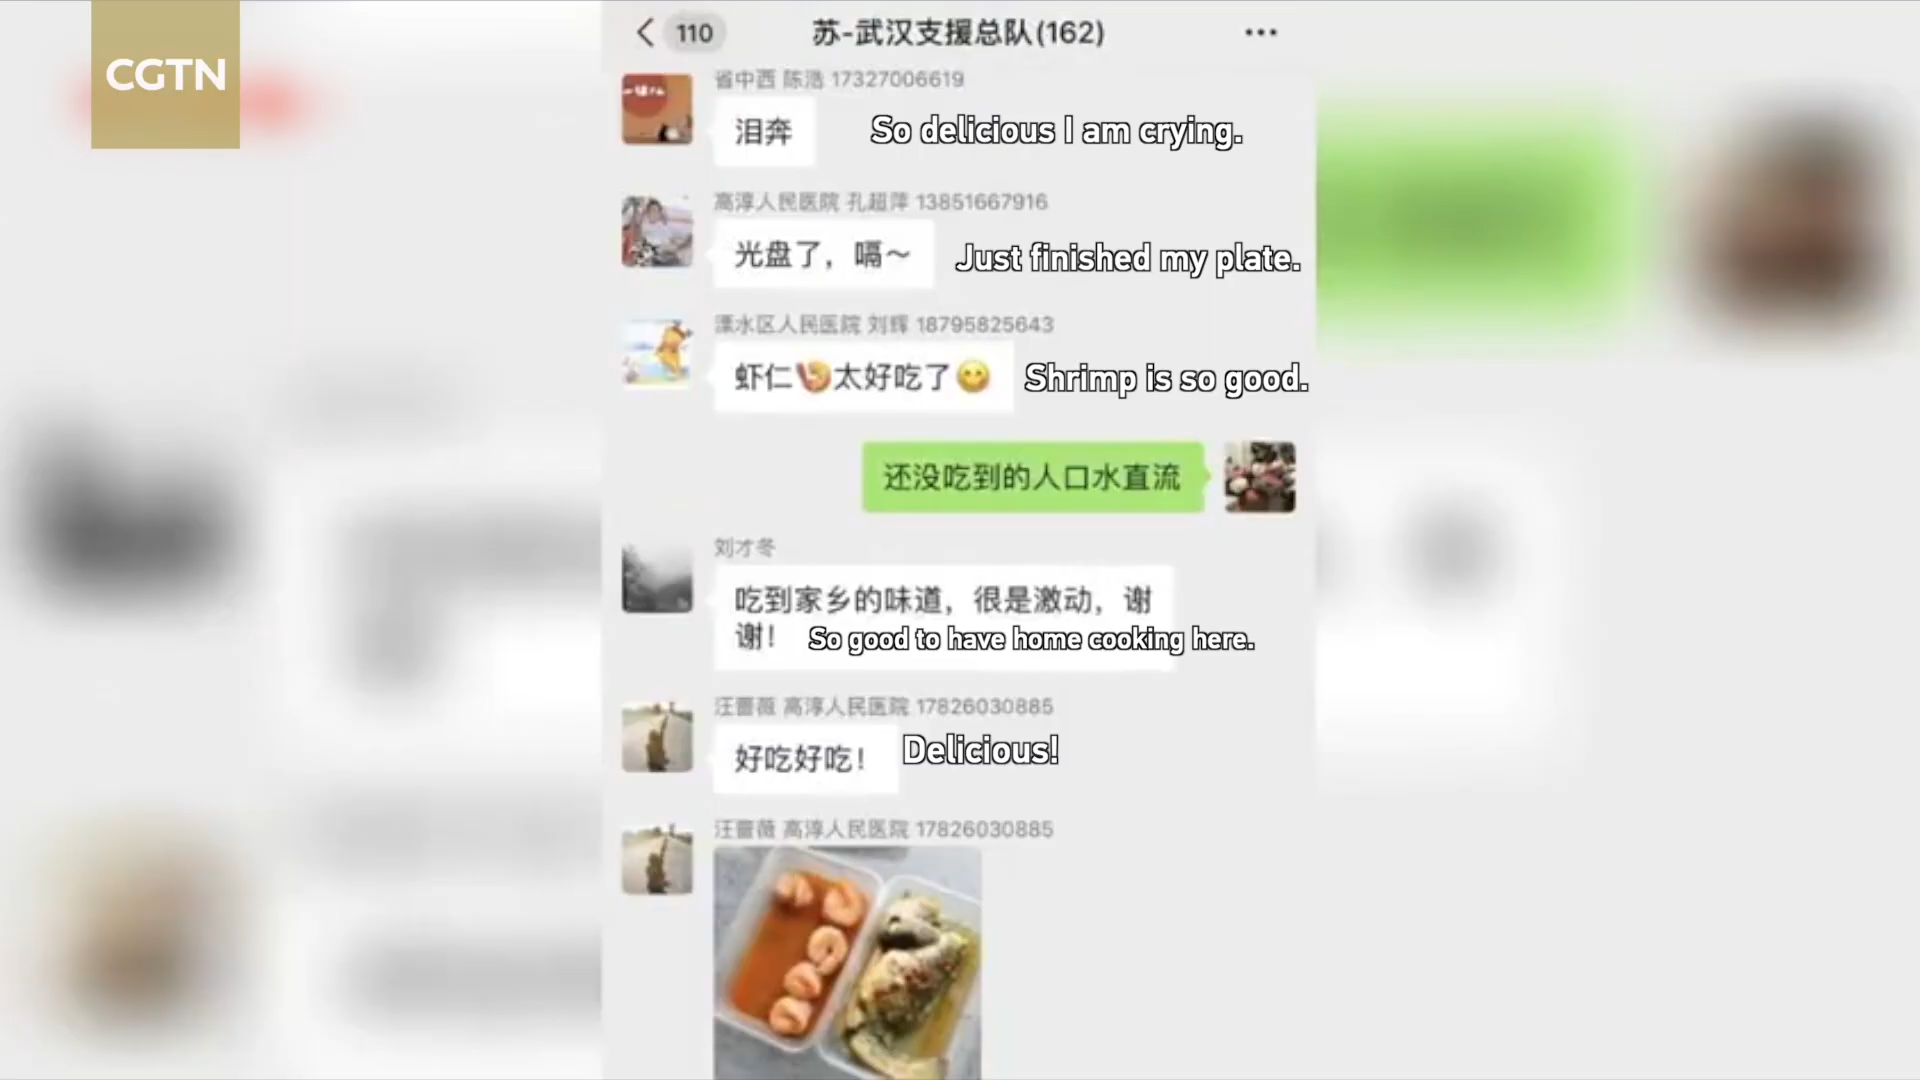 CGTN
110
苏-武汉支援总队(162)
省中西 陈浩 17327006619
泪奔
So delicious I am crying.
高淳人民医院 孔超萍 13851667916
光盘了，嗝～
Just finished my plate.
溧水区人民医院 刘辉 18795825643
虾仁🍤太好吃了😋
Shrimp is so good.
还没吃到的人口水直流
刘才冬
吃到家乡的味道，很是激动，谢
谢！
So good to have home cooking here.
汪蔷薇 高淳人民医院 17826030885
好吃好吃！
Delicious!
汪蔷薇 高淳人民医院 17826030885